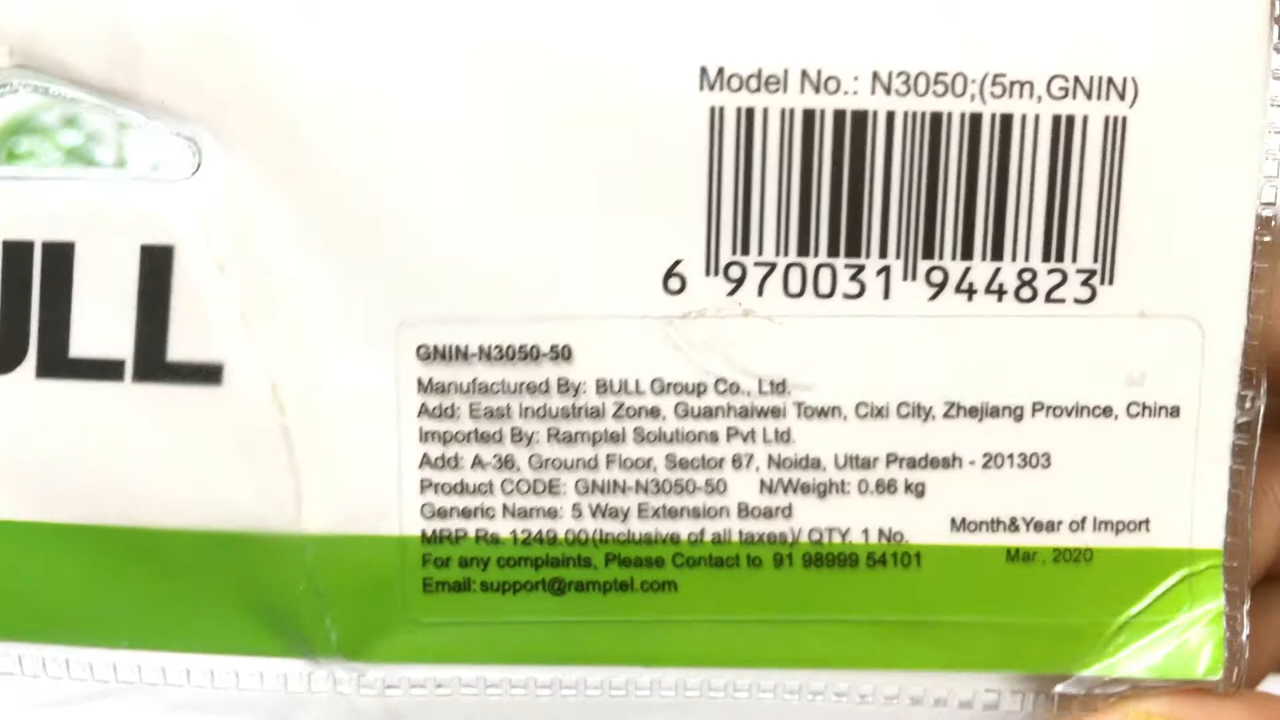 Model No.: N3050;(5m,GNIN)
6 970031 944823
ULL
GNIN-N3050-50
Manufactured By: BULL Group Co., Ltd.
Add: East Industrial Zone, Guanhaiwei Town, Cixi City, Zhejiang Province, China
Imported By: Ramptel Solutions Pvt Ltd.
Add: A-36, Ground Floor, Sector 67, Noida, Uttar Pradesh - 201303
Product CODE: GNIN-N3050-50 N/Weight: 0.66 kg
Generic Name: 5 Way Extension Board
MRP Rs. 1249.00(Inclusive of all taxes)/ QTY. 1 No.
Month&Year of Import
Mar., 2020
For any complaints, Please Contact to 91 98999 54101
Email: support@ramptel.com